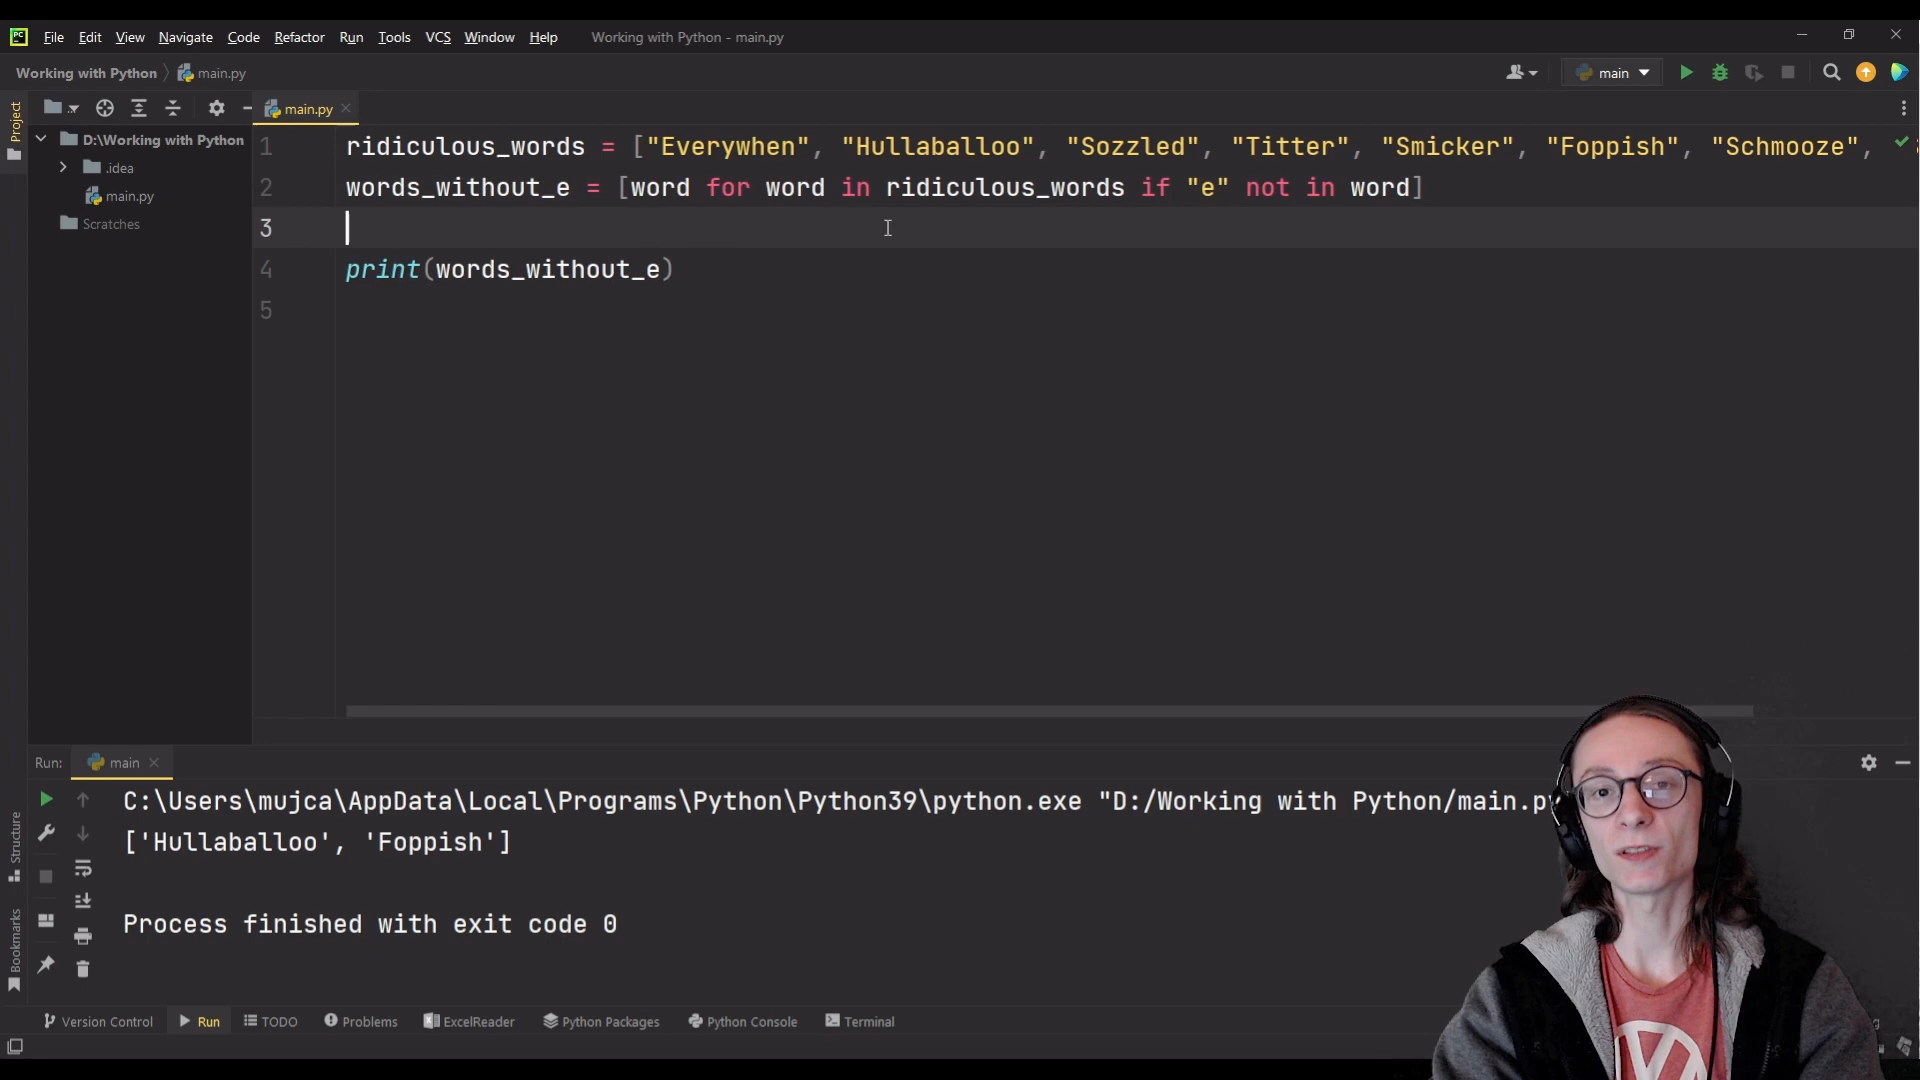 File Edit View Navigate Code Refactor Run Tools VCS Window Help Working with Python - main.py
Working with Python main.py main
Project
main.py
D:\Working with Python
.idea
main.py
Scratches
1 ridiculous_words = ["Everywhen", "Hullaballoo", "Sozzled", "Titter", "Smicker", "Foppish", "Schmooze",
2 words_without_e = [word for word in ridiculous_words if "e" not in word]
3
4 print(words_without_e)
5
Run: main
C:\Users\mujca\AppData\Local\Programs\Python\Python39\python.exe "D:/Working with Python/main.p
['Hullaballoo', 'Foppish']
Process finished with exit code 0
Structure
Bookmarks
Version Control Run TODO Problems ExcelReader Python Packages Python Console Terminal